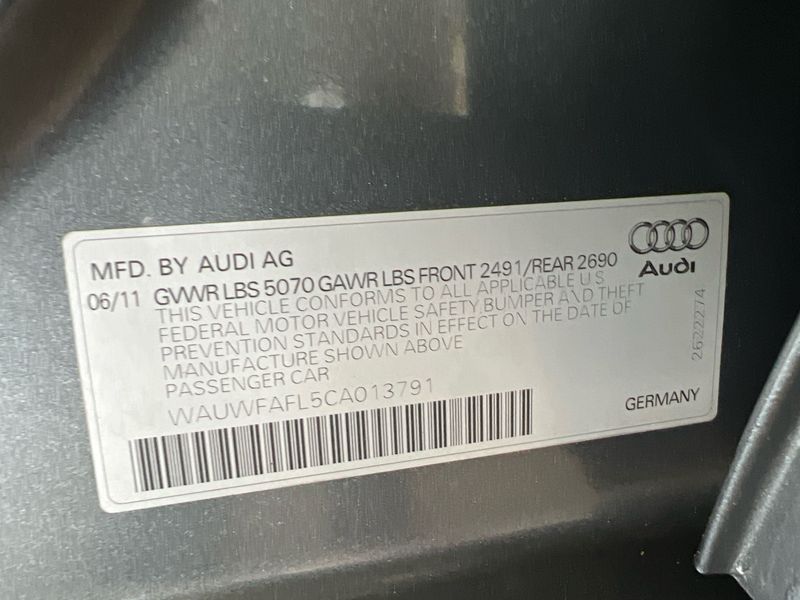 MFD. BY AUDI AG
06/11 GVWR LBS 5070 GAWR LBS FRONT 2491/REAR 2690
THIS VEHICLE CONFORMS TO ALL APPLICABLE U S
FEDERAL MOTOR VEHICLE SAFETY, BUMPER AND THEFT
PREVENTION STANDARDS IN EFFECT ON THE DATE OF
MANUFACTURE SHOWN ABOVE
PASSENGER CAR
WAUWFAFL5CA013791
Audi
2622274
GERMANY